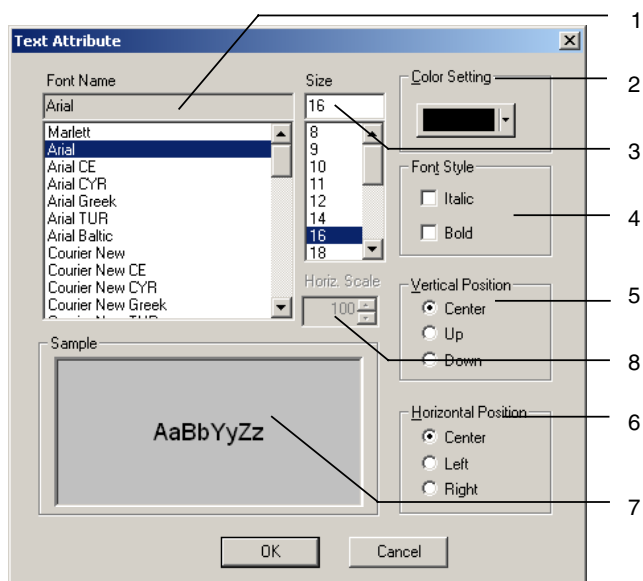 1
Text Attribute
Font Name
Size
Color Setting
2
Arial
16
3
Marlett
Arial
Arial CE
Arial CYR
Arial Greek
Arial TUR
Arial Baltic
Courier New
Courier New CE
Courier New CYR
Courier New Greek
8
9
10
11
12
14
16
18
Font Style
Italic
Bold
4
Horiz. Scale
100
Vertical Position
5
Center
Up
Down
8
Sample
AaBbYyZz
Horizontal Position
6
Center
Left
Right
7
OK
Cancel